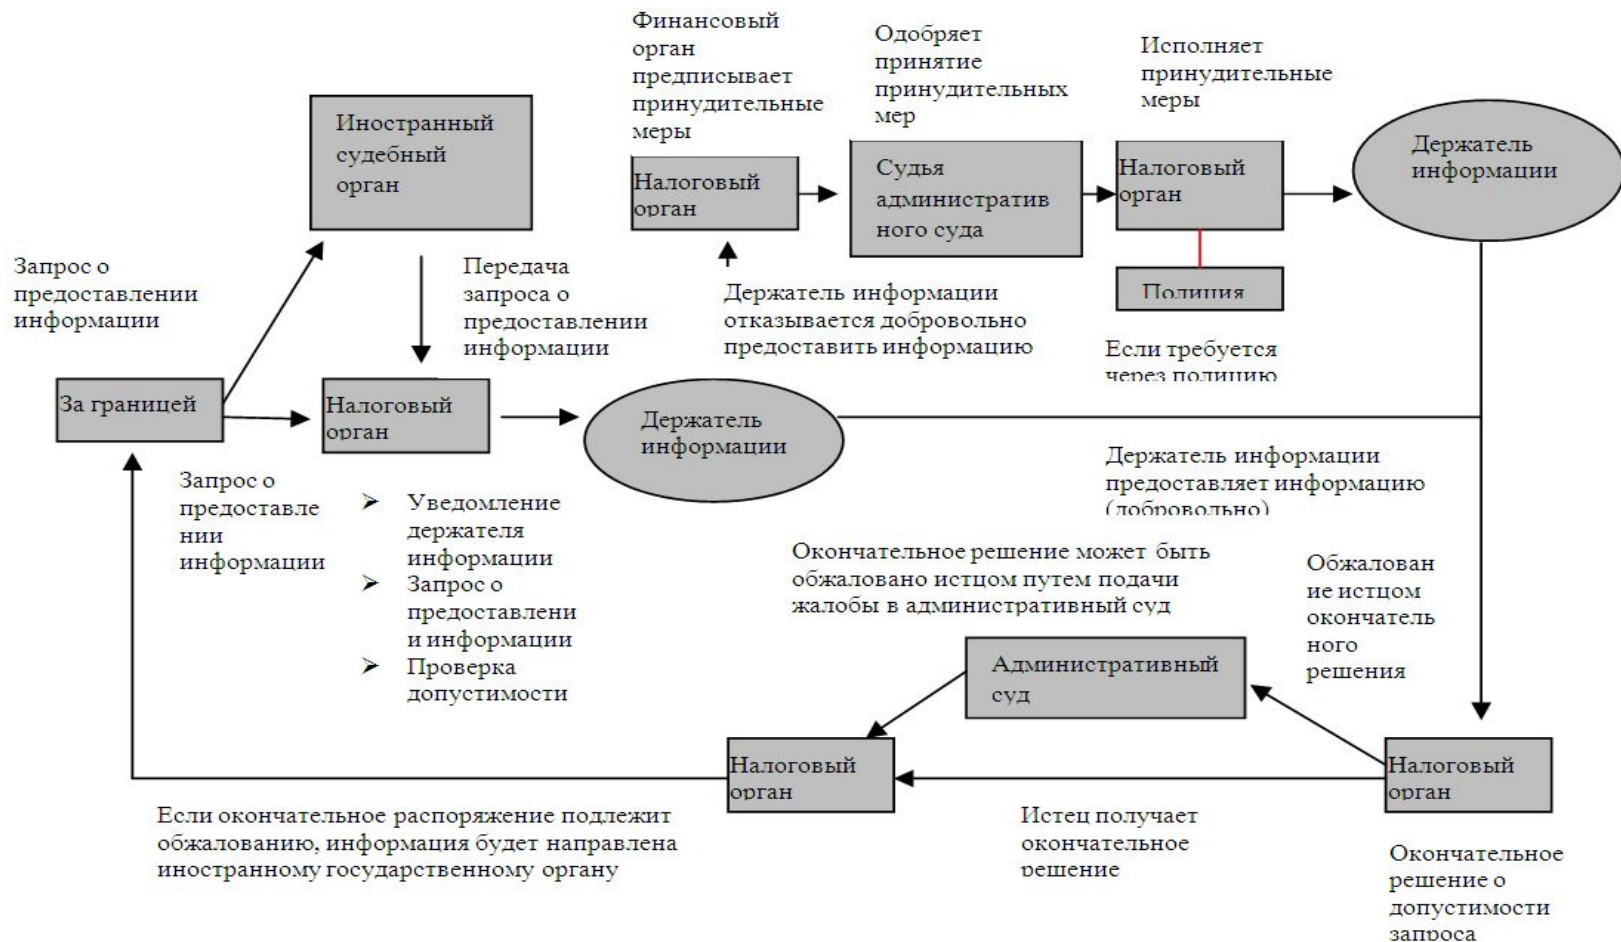 Финансовый
орган
предписывает
принудительные
меры
Одобряет
принятие
принудительных
мер
Исполняет
принудительные
меры
Иностранный
судебный
орган
Налоговый
орган
Судья
административ
ного суда
Налоговый
орган
Держатель
информации
Полиция
Запрос о
предоставлении
информации
Передача
запроса о
предоставлении
информации
Держатель информации
отказывается добровольно
предоставить информацию
Если требуется
через полицию
За границей
Налоговый
орган
Держатель
информации
Запрос о
предоставле
нии
информации
Уведомление
держателя
информации
Запрос о
предоставлени
и информации
Проверка
допустимости
Держатель информации
предоставляет информацию
(добровольно)
Окончательное решение может быть
обжаловано истцом путем подачи
жалобы в административный суд
Обжалован
ие истцом
окончатель
ного
решения
Административный
суд
Налоговый
орган
Налоговый
орган
Если окончательное распоряжение подлежит
обжалованию, информация будет направлена
иностранному государственному органу
Истец получает
окончательное
решение
Окончательное
решение о
допустимости
запроса